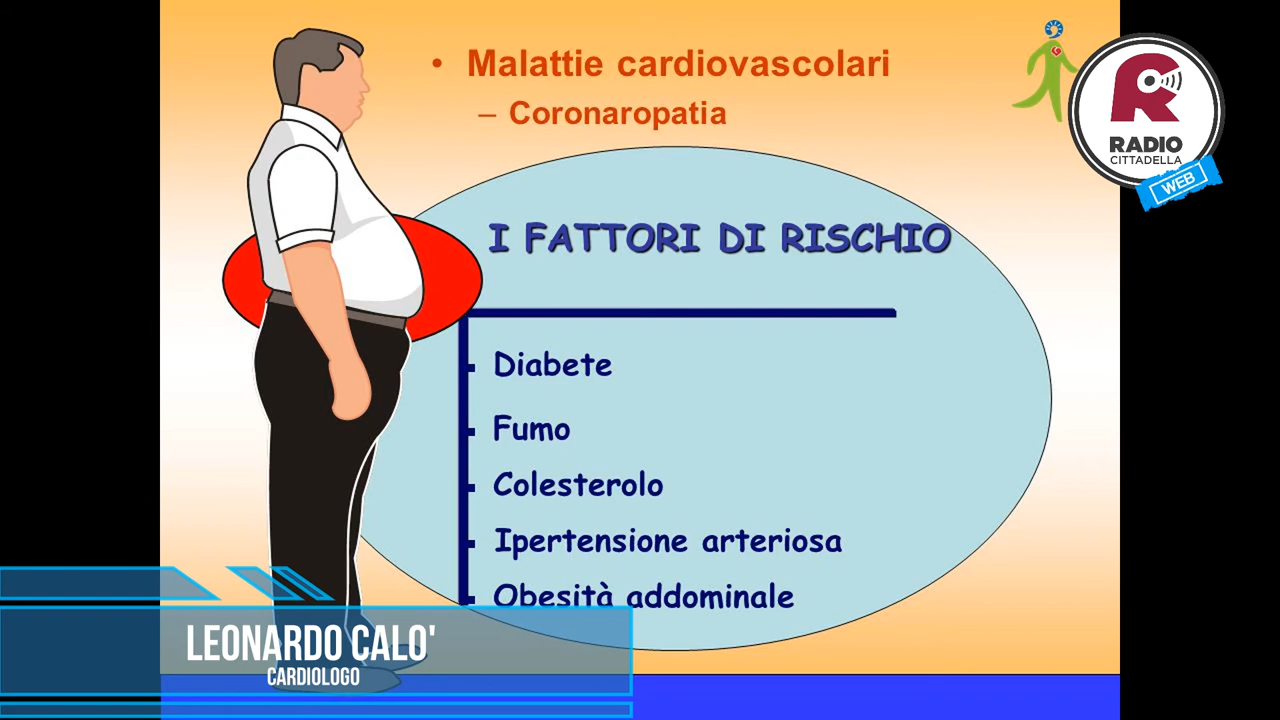 • Malattie cardiovascolari
– Coronaropatia
RADIO
CITTADELLA
WEB
I FATTORI DI RISCHIO
▪ Diabete
▪ Fumo
▪ Colesterolo
▪ Ipertensione arteriosa
▪ Obesità addominale
LEONARDO CALO'
CARDIOLOGO